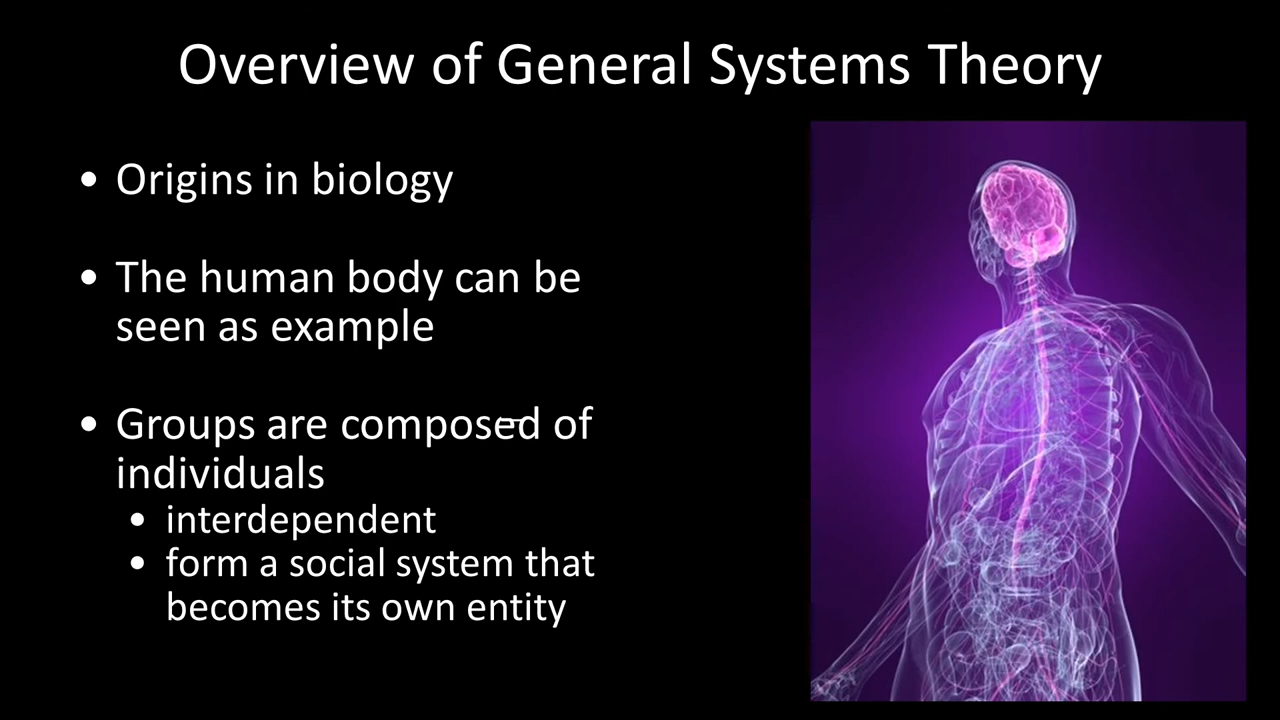 Overview of General Systems Theory
• Origins in biology
• The human body can be
seen as example
• Groups are composed of
individuals
• interdependent
• form a social system that
becomes its own entity